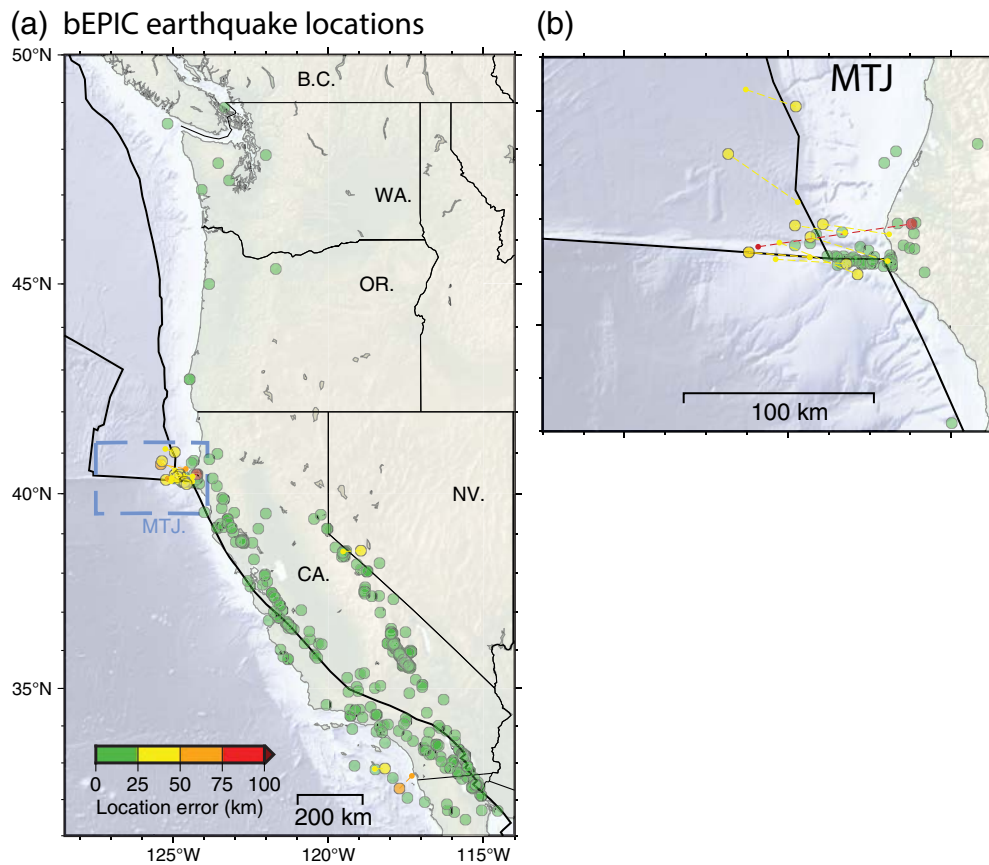 (a) bEPIC earthquake locations
(b)
50°N
45°N
40°N
35°N
125°W
120°W
115°W
B.C.
WA.
OR.
NV.
CA.
MTJ.
0 25 50 75 100
Location error (km)
200 km
MTJ
100 km